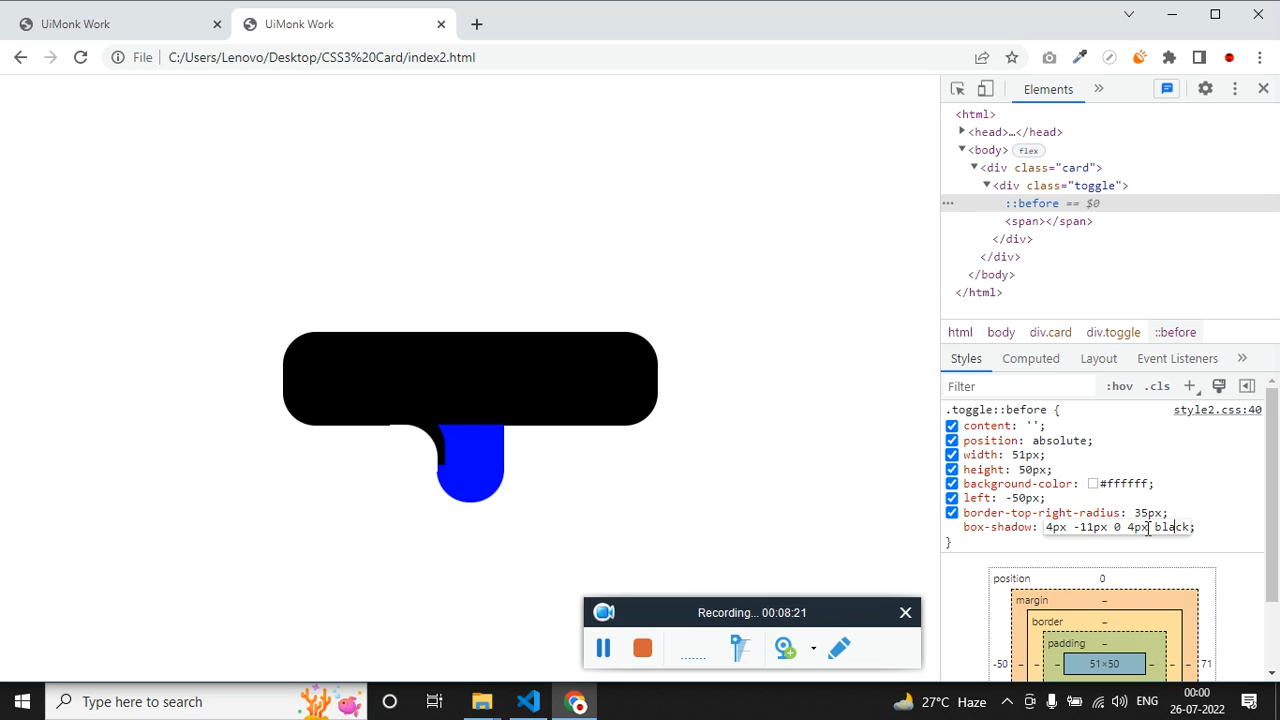 UiMonk Work
UiMonk Work
File C:/Users/Lenovo/Desktop/CSS3%20Card/index2.html
Elements
<html>
<head>…</head>
<body> flex
<div class="card">
<div class="toggle">
::before == $0
<span></span>
</div>
</div>
</body>
</html>
html body div.card div.toggle ::before
Styles Computed Layout Event Listeners
Filter :hov .cls
.toggle::before { style2.css:40
content: '';
position: absolute;
width: 51px;
height: 50px;
background-color: #ffffff;
left: -50px;
border-top-right-radius: 35px;
box-shadow: 4px -11px 0 4px black;
}
position 0
margin –
border –
padding –
-50 – – – 51×50 – – – 71
Recording... 00:08:21
Type here to search
27°C Haze
ENG
00:00
26-07-2022